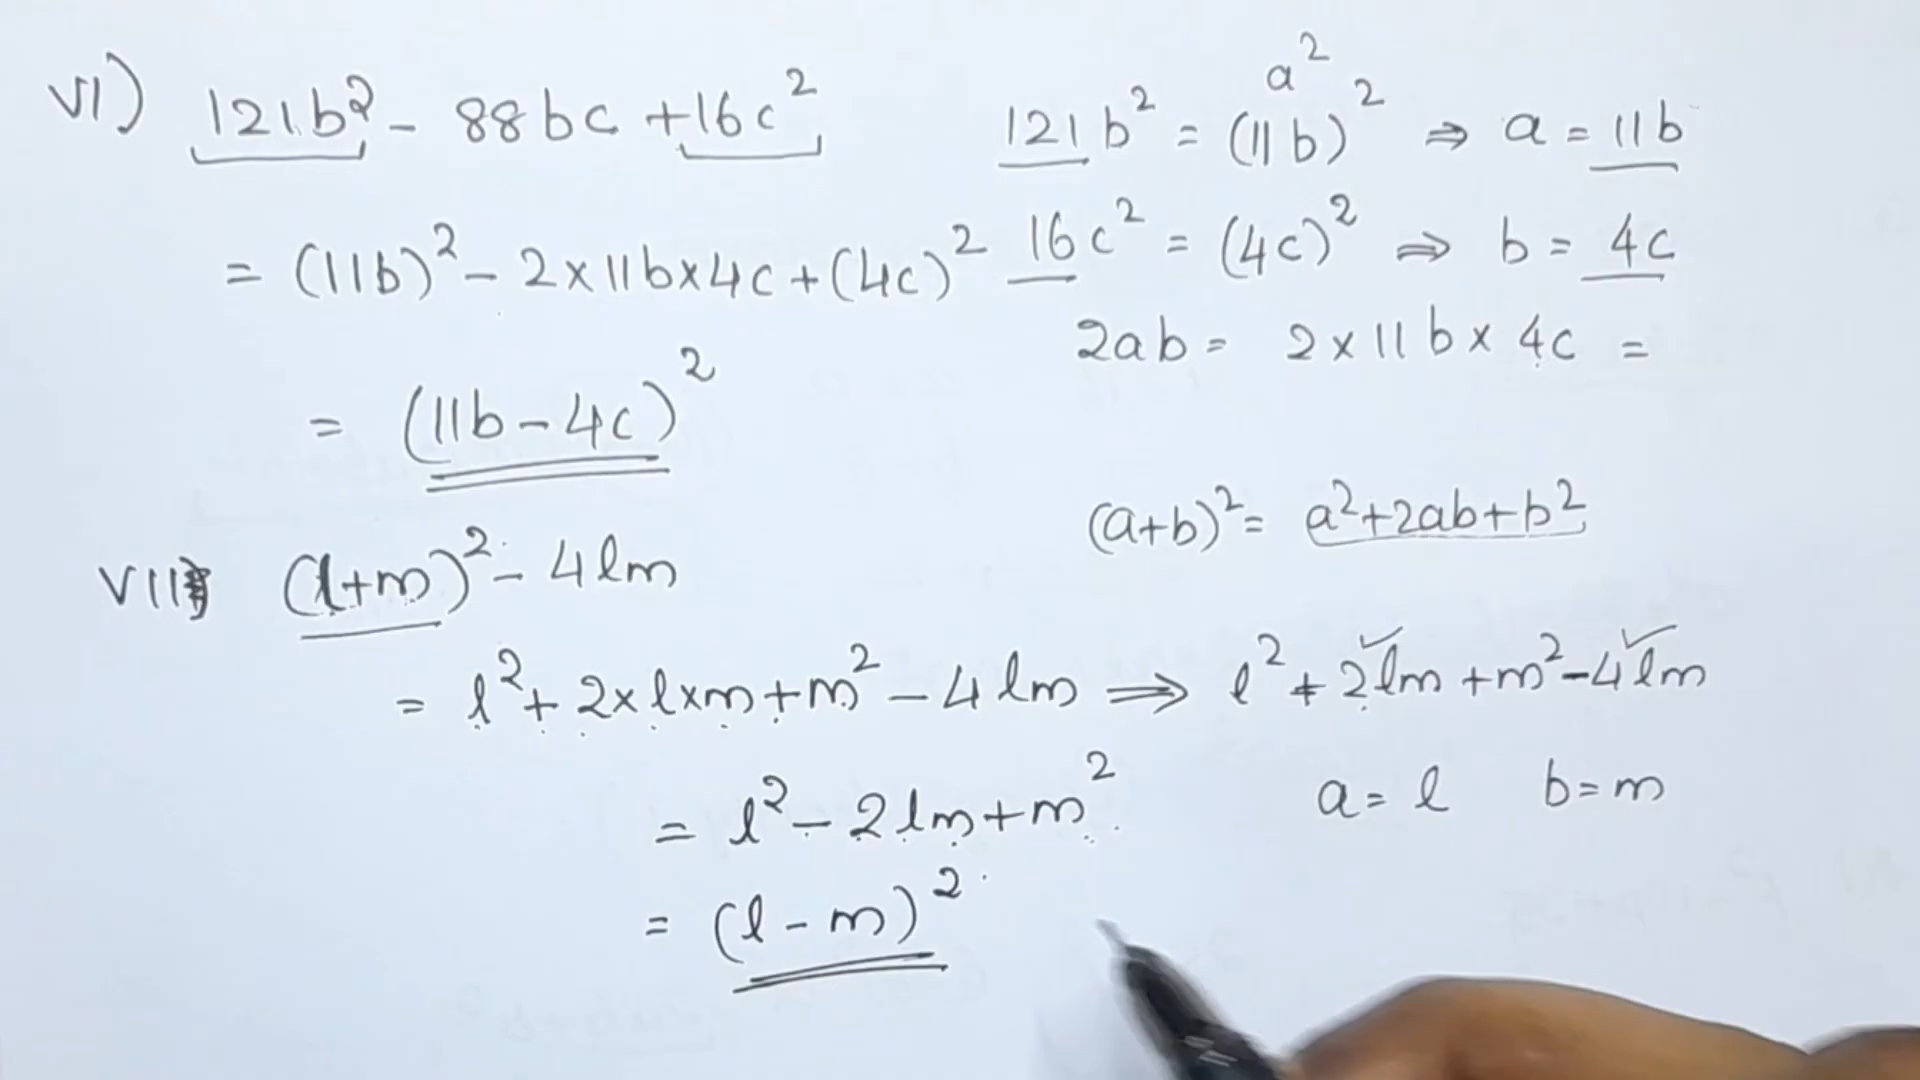 VI) 121b² - 88bc + 16c²
121b² = (11b)² ⇒ a = 11b
a²
= (11b)² - 2×11b×4c + (4c)²
16c² = (4c)² ⇒ b = 4c
2ab = 2×11b×4c =
= (11b - 4c)²
(a+b)² = a²+2ab+b²
VII) (l+m)² - 4lm
= l² + 2×l×m + m² - 4lm ⇒ l² + 2lm + m² - 4lm
= l² - 2lm + m²
a = l b = m
= (l - m)²